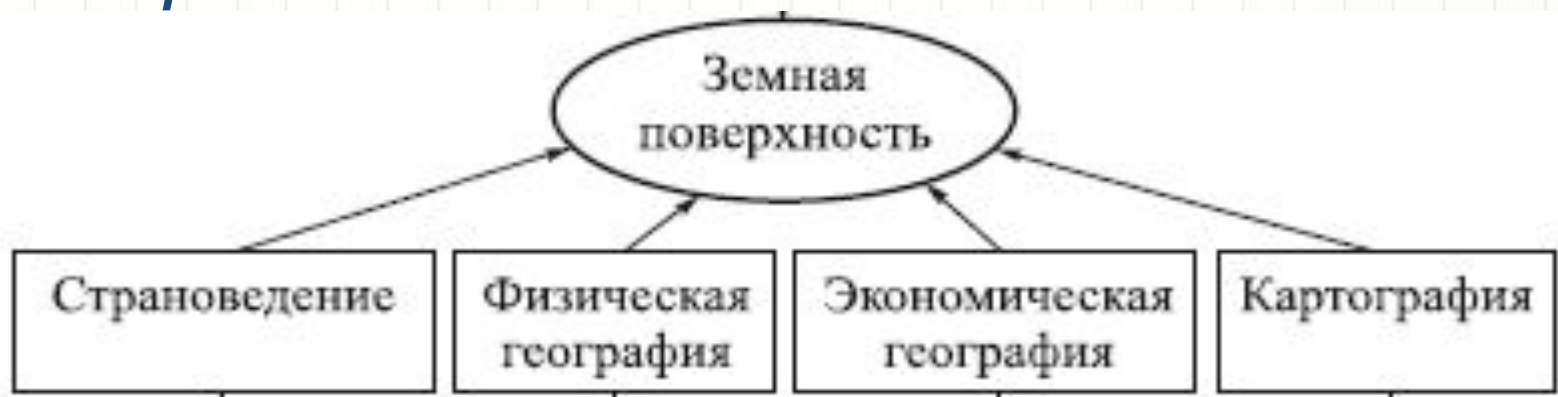 Земная
поверхность
Страноведение
Физическая
география
Экономическая
география
Картография